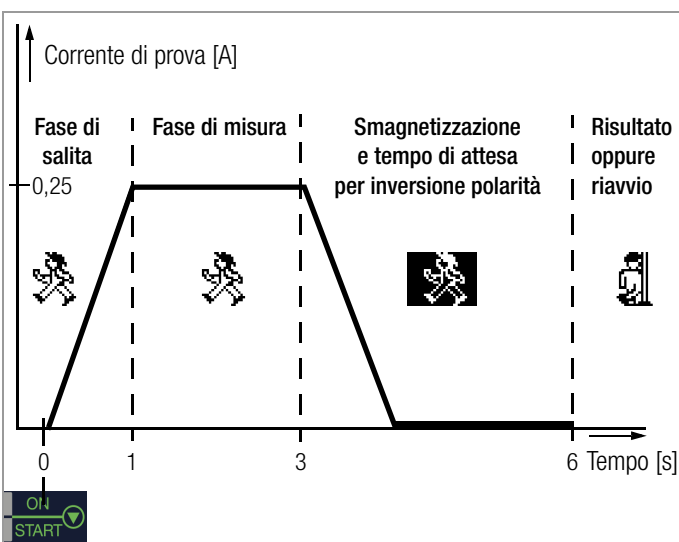 Corrente di prova [A]
Fase di
salita
Fase di misura
Smagnetizzazione
e tempo di attesa
per inversione polarità
Risultato
oppure
riavvio
0,25
0
1
3
6
Tempo [s]
ON
START